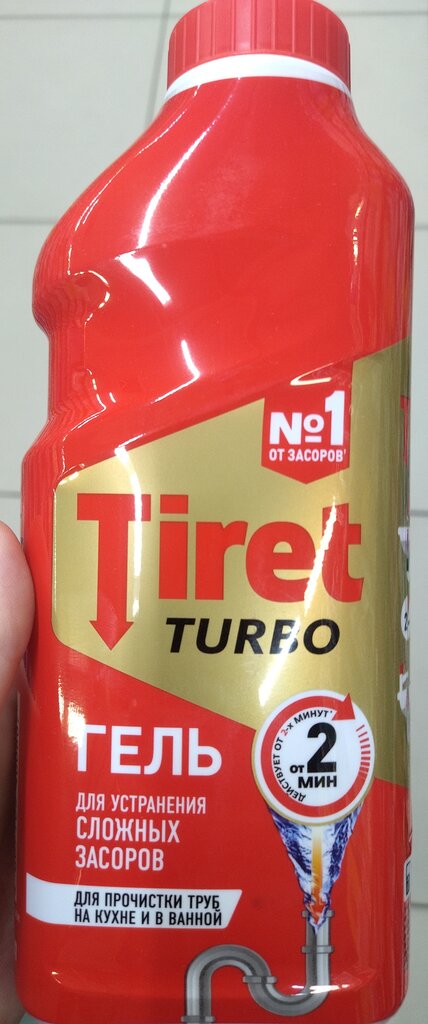 №1
ОТ ЗАСОРОВ
Tiret
TURBO
ГЕЛЬ
ДЛЯ УСТРАНЕНИЯ
СЛОЖНЫХ
ЗАСОРОВ
ДЕЙСТВУЕТ ОТ 2-х МИНУТ*
ОТ 2
МИН
ДЛЯ ПРОЧИСТКИ ТРУБ
НА КУХНЕ И В ВАННОЙ